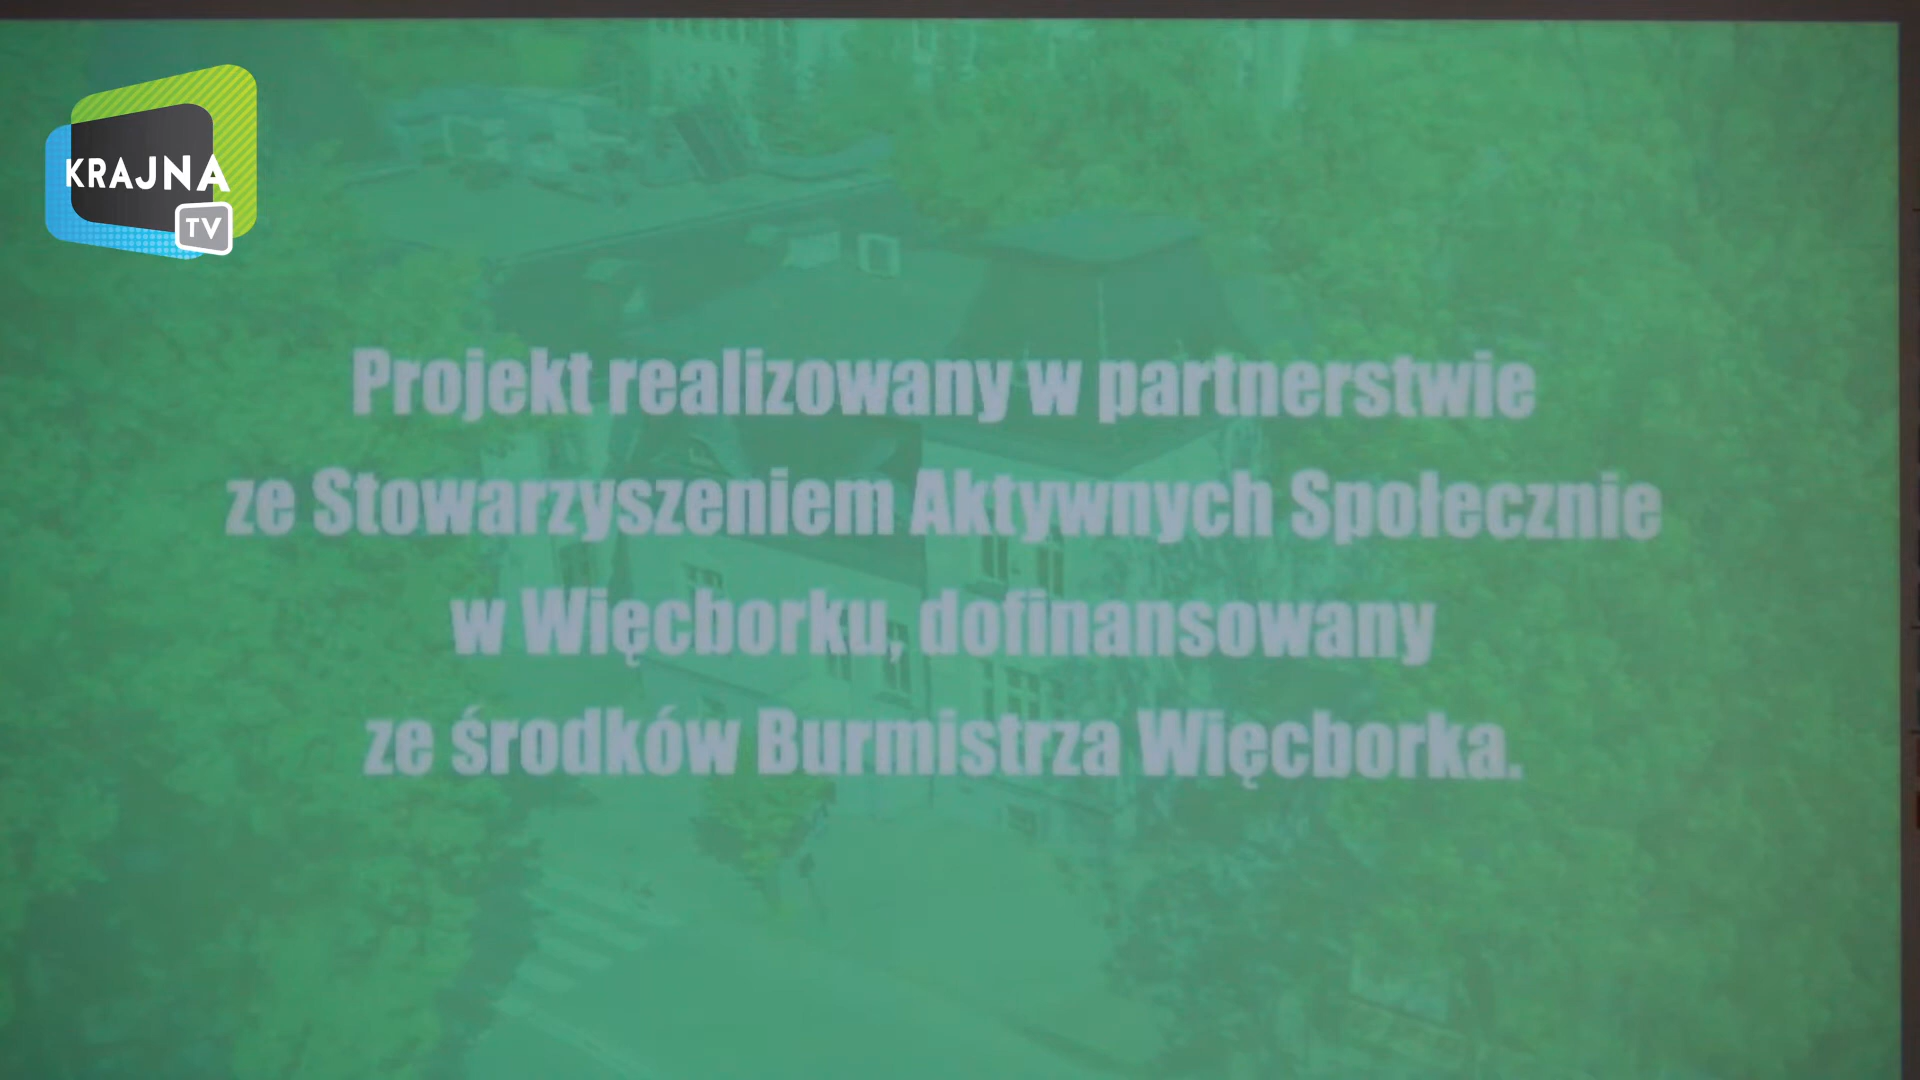 KRAJNA
TV
Projekt realizowany w partnerstwie
ze Stowarzyszeniem Aktywnych Społecznie
w Więcborku, dofinansowany
ze środków Burmistrza Więcborka.